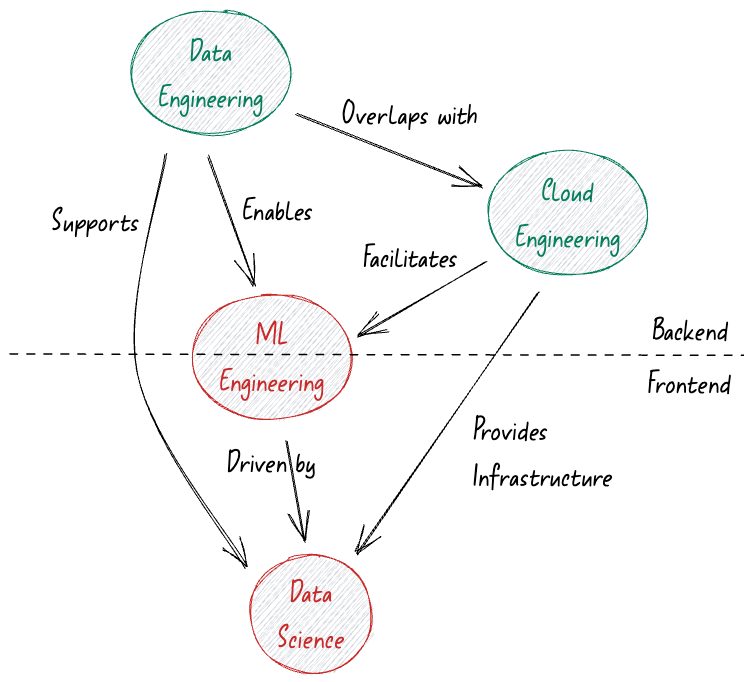 Data
Engineering
Overlaps with
Cloud
Engineering
Supports
Enables
Facilitates
ML
Engineering
Backend
Frontend
Driven by
Provides
Infrastructure
Data
Science